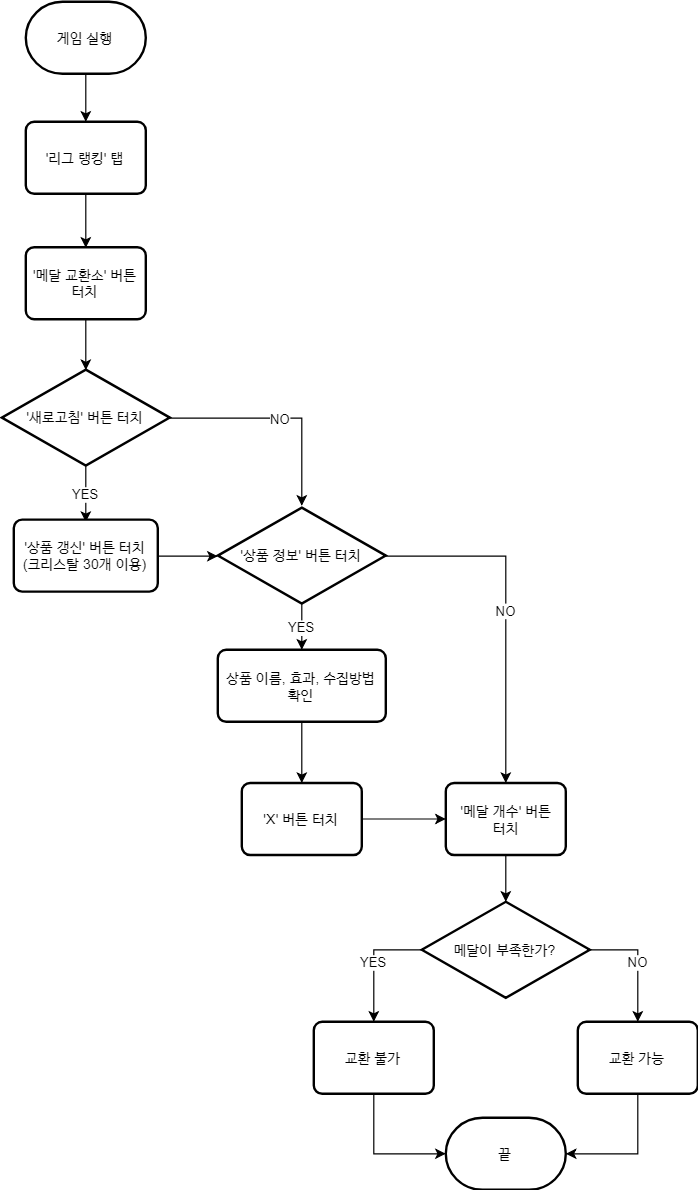 게임 실행
'리그 랭킹' 탭
'메달 교환소' 버튼
터치
'새로고침' 버튼 터치
NO
YES
'상품 갱신' 버튼 터치
(크리스탈 30개 이용)
'상품 정보' 버튼 터치
NO
YES
상품 이름, 효과, 수집방법
확인
'X' 버튼 터치
'메달 개수' 버튼
터치
메달이 부족한가?
YES
NO
교환 불가
교환 가능
끝